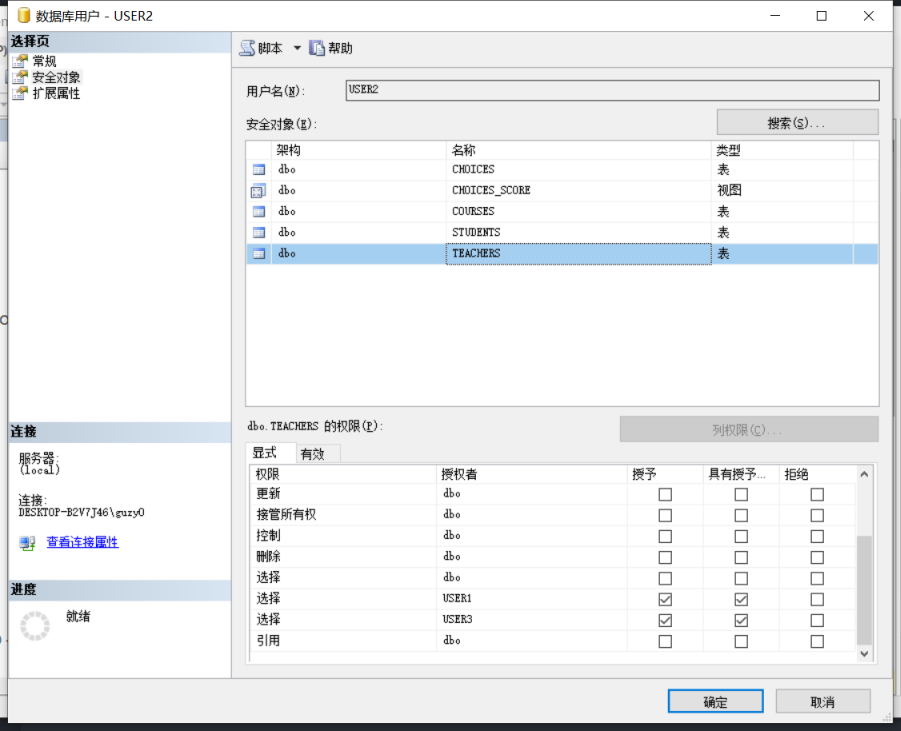 数据库用户 - USER2
选择页
常规
安全对象
扩展属性
脚本 帮助
用户名(N): USER2
安全对象(E): 搜索(S)...
架构 名称 类型
dbo CHOICES 表
dbo CHOICES_SCORE 视图
dbo COURSES 表
dbo STUDENTS 表
dbo TEACHERS 表
连接
服务器:
(local)
连接:
DESKTOP-B2V7J46\guzy0
查看连接属性
进度
就绪
dbo.TEACHERS 的权限(P): 列权限(C)...
显式 有效
权限 授权者 授予 具有授予... 拒绝
更新 dbo
接管所有权 dbo
控制 dbo
删除 dbo
选择 dbo
选择 USER1
选择 USER3
引用 dbo
确定 取消